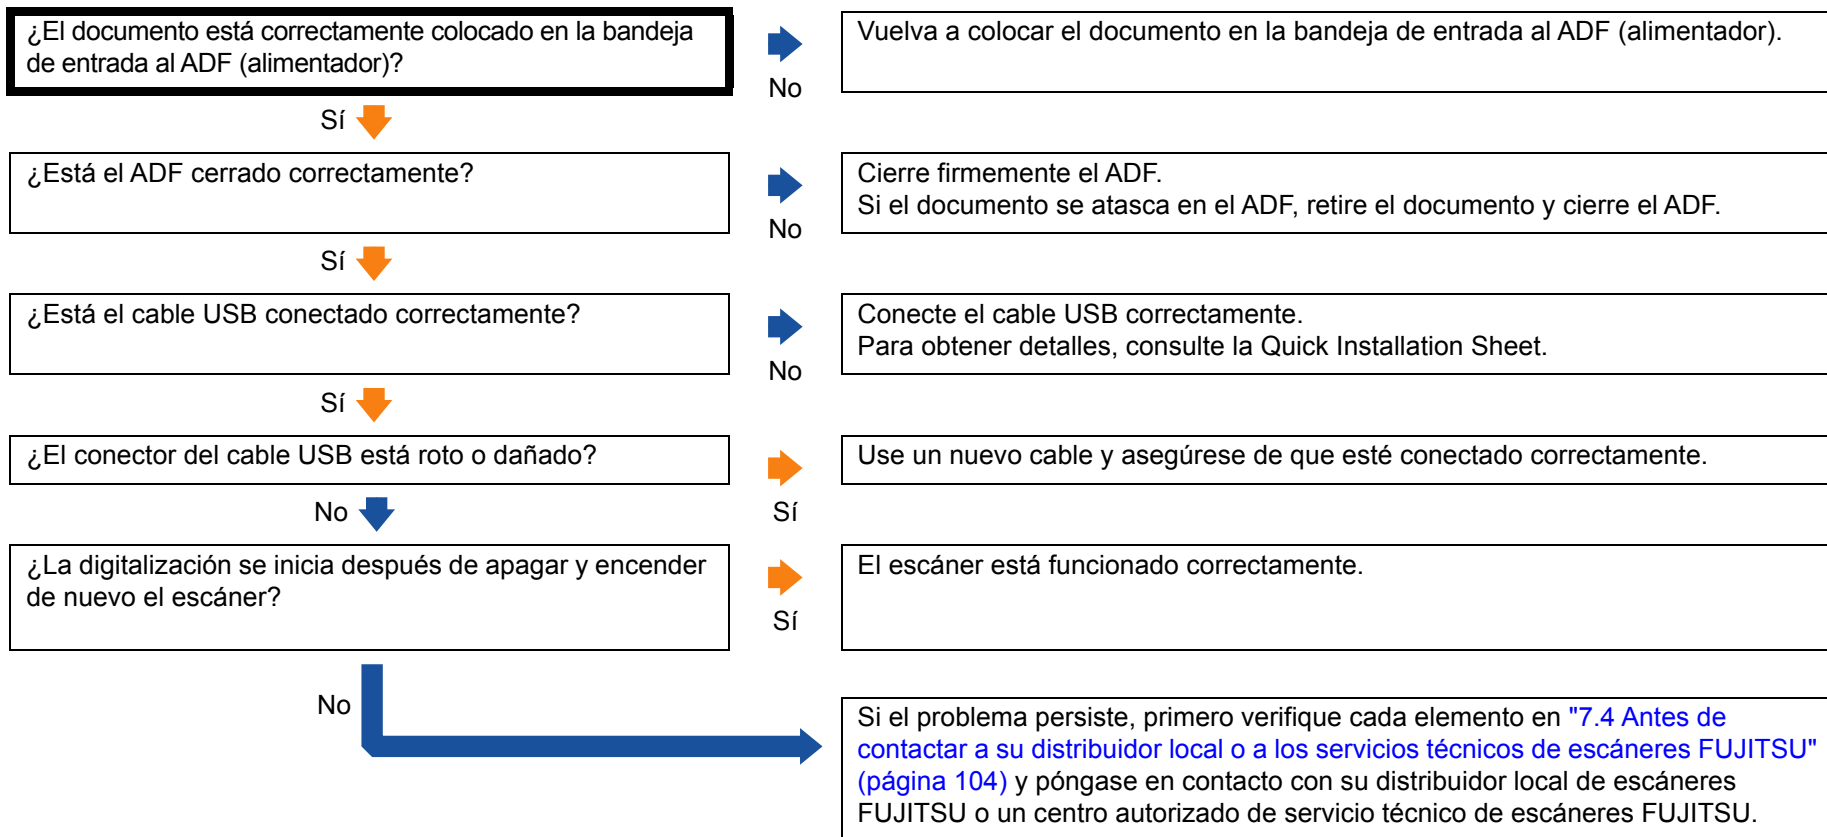 ¿El documento está correctamente colocado en la bandeja
de entrada al ADF (alimentador)?
No
Vuelva a colocar el documento en la bandeja de entrada al ADF (alimentador).
Sí
¿Está el ADF cerrado correctamente?
No
Cierre firmemente el ADF.
Si el documento se atasca en el ADF, retire el documento y cierre el ADF.
Sí
¿Está el cable USB conectado correctamente?
No
Conecte el cable USB correctamente.
Para obtener detalles, consulte la Quick Installation Sheet.
Sí
¿El conector del cable USB está roto o dañado?
Sí
Use un nuevo cable y asegúrese de que esté conectado correctamente.
No
¿La digitalización se inicia después de apagar y encender
de nuevo el escáner?
Sí
El escáner está funcionado correctamente.
No
Si el problema persiste, primero verifique cada elemento en "7.4 Antes de
contactar a su distribuidor local o a los servicios técnicos de escáneres FUJITSU"
(página 104) y póngase en contacto con su distribuidor local de escáneres
FUJITSU o un centro autorizado de servicio técnico de escáneres FUJITSU.